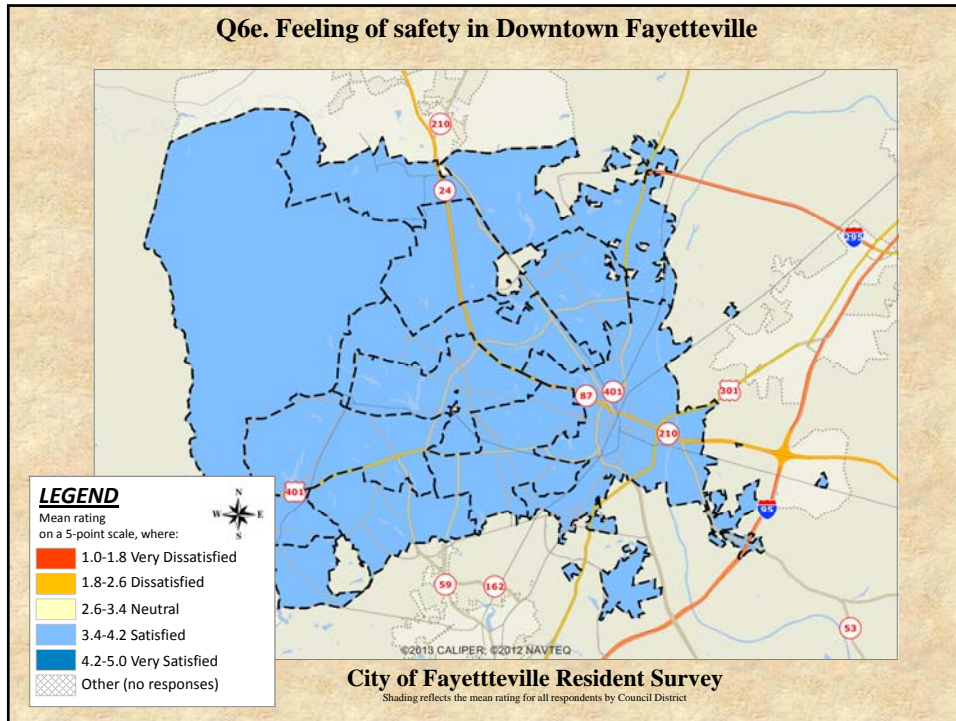 Q6e. Feeling of safety in Downtown Fayetteville
210
24
295
87
401
301
210
401
95
59
162
53
LEGEND
Mean rating
on a 5-point scale, where:
N
W E
S
1.0-1.8 Very Dissatisfied
1.8-2.6 Dissatisfied
2.6-3.4 Neutral
3.4-4.2 Satisfied
4.2-5.0 Very Satisfied
Other (no responses)
©2013 CALIPER; ©2012 NAVTEQ
City of Fayettteville Resident Survey
Shading reflects the mean rating for all respondents by Council District